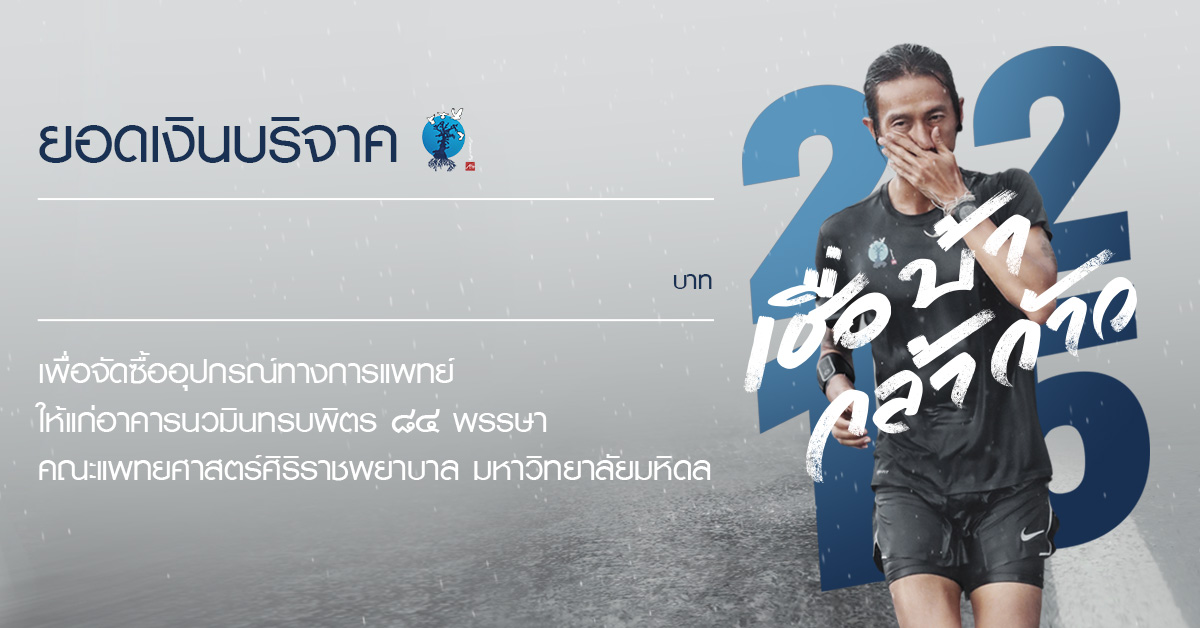 ยอดเงินบริจาค
บาท
เพื่อจัดซื้ออุปกรณ์ทางการแพทย์
ให้แก่อาคารนวมินทรบพิตร ๘๔ พรรษา
คณะแพทยศาสตร์ศิริราชพยาบาล มหาวิทยาลัยมหิดล
22
15
เชื่อ บ้า
กล้า ก้าว